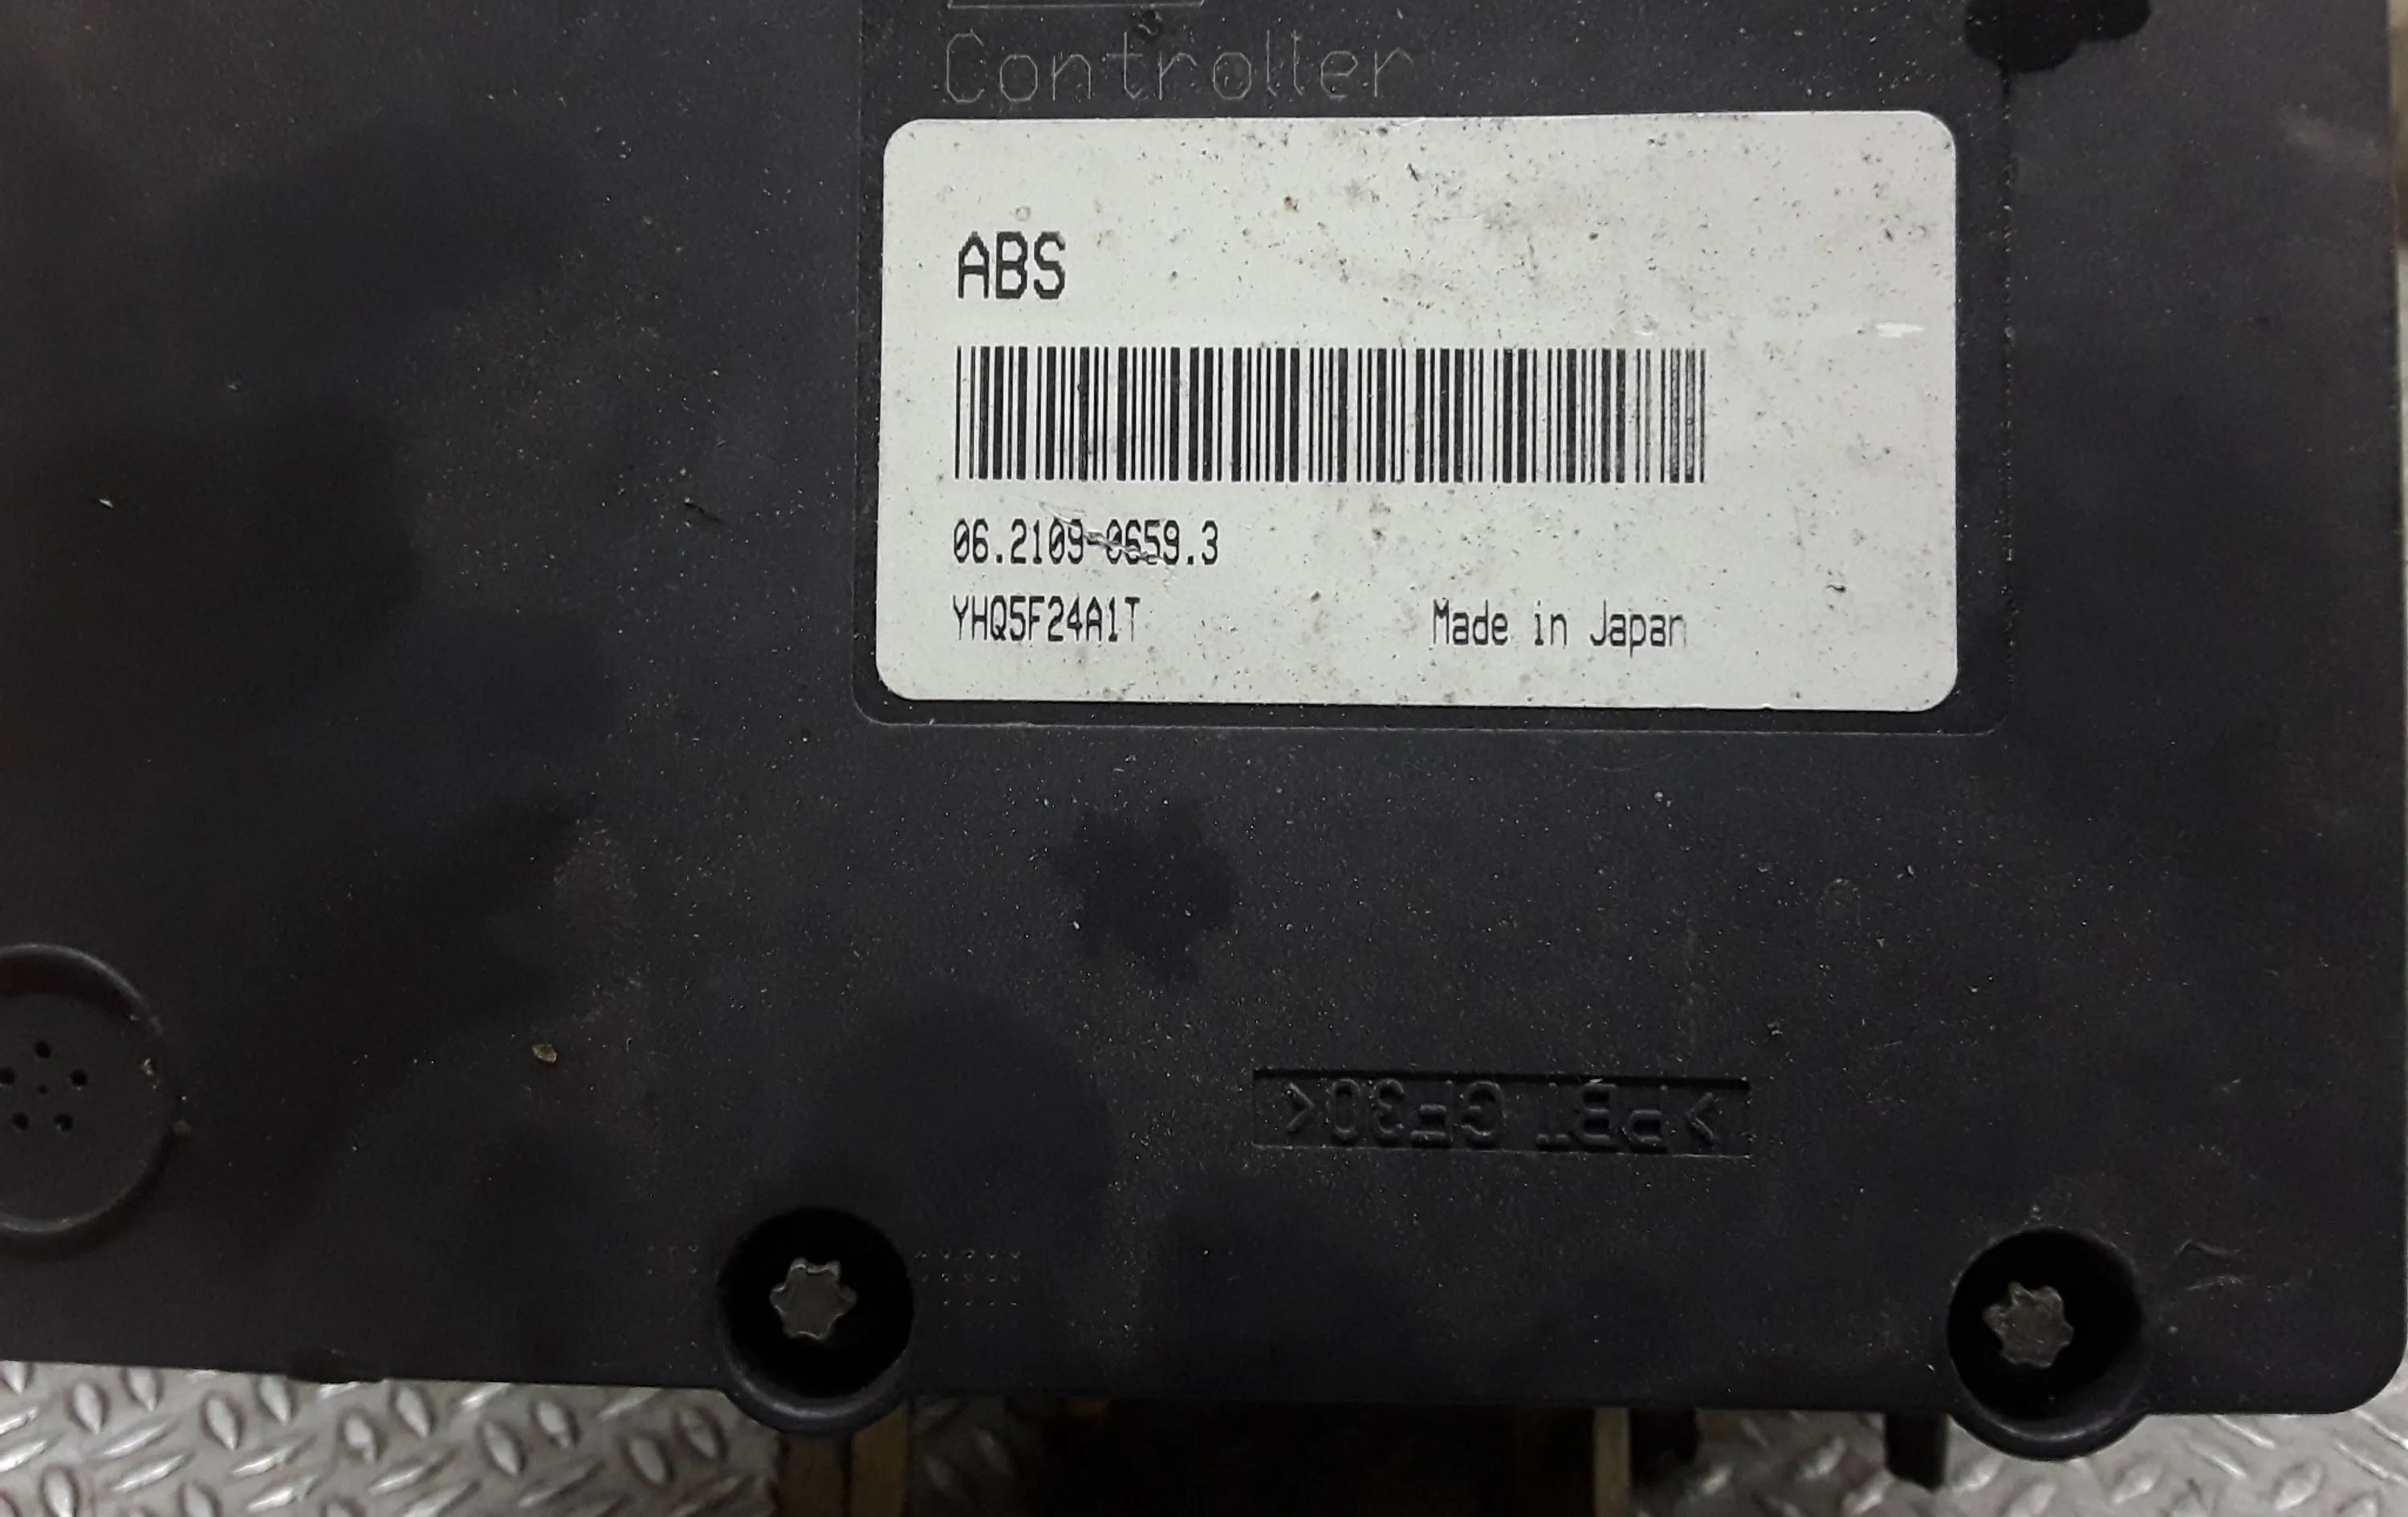 Controller
ABS
06.2109-0659.3
YHQ5F24A1T
Made in Japan
>PBT GF30<